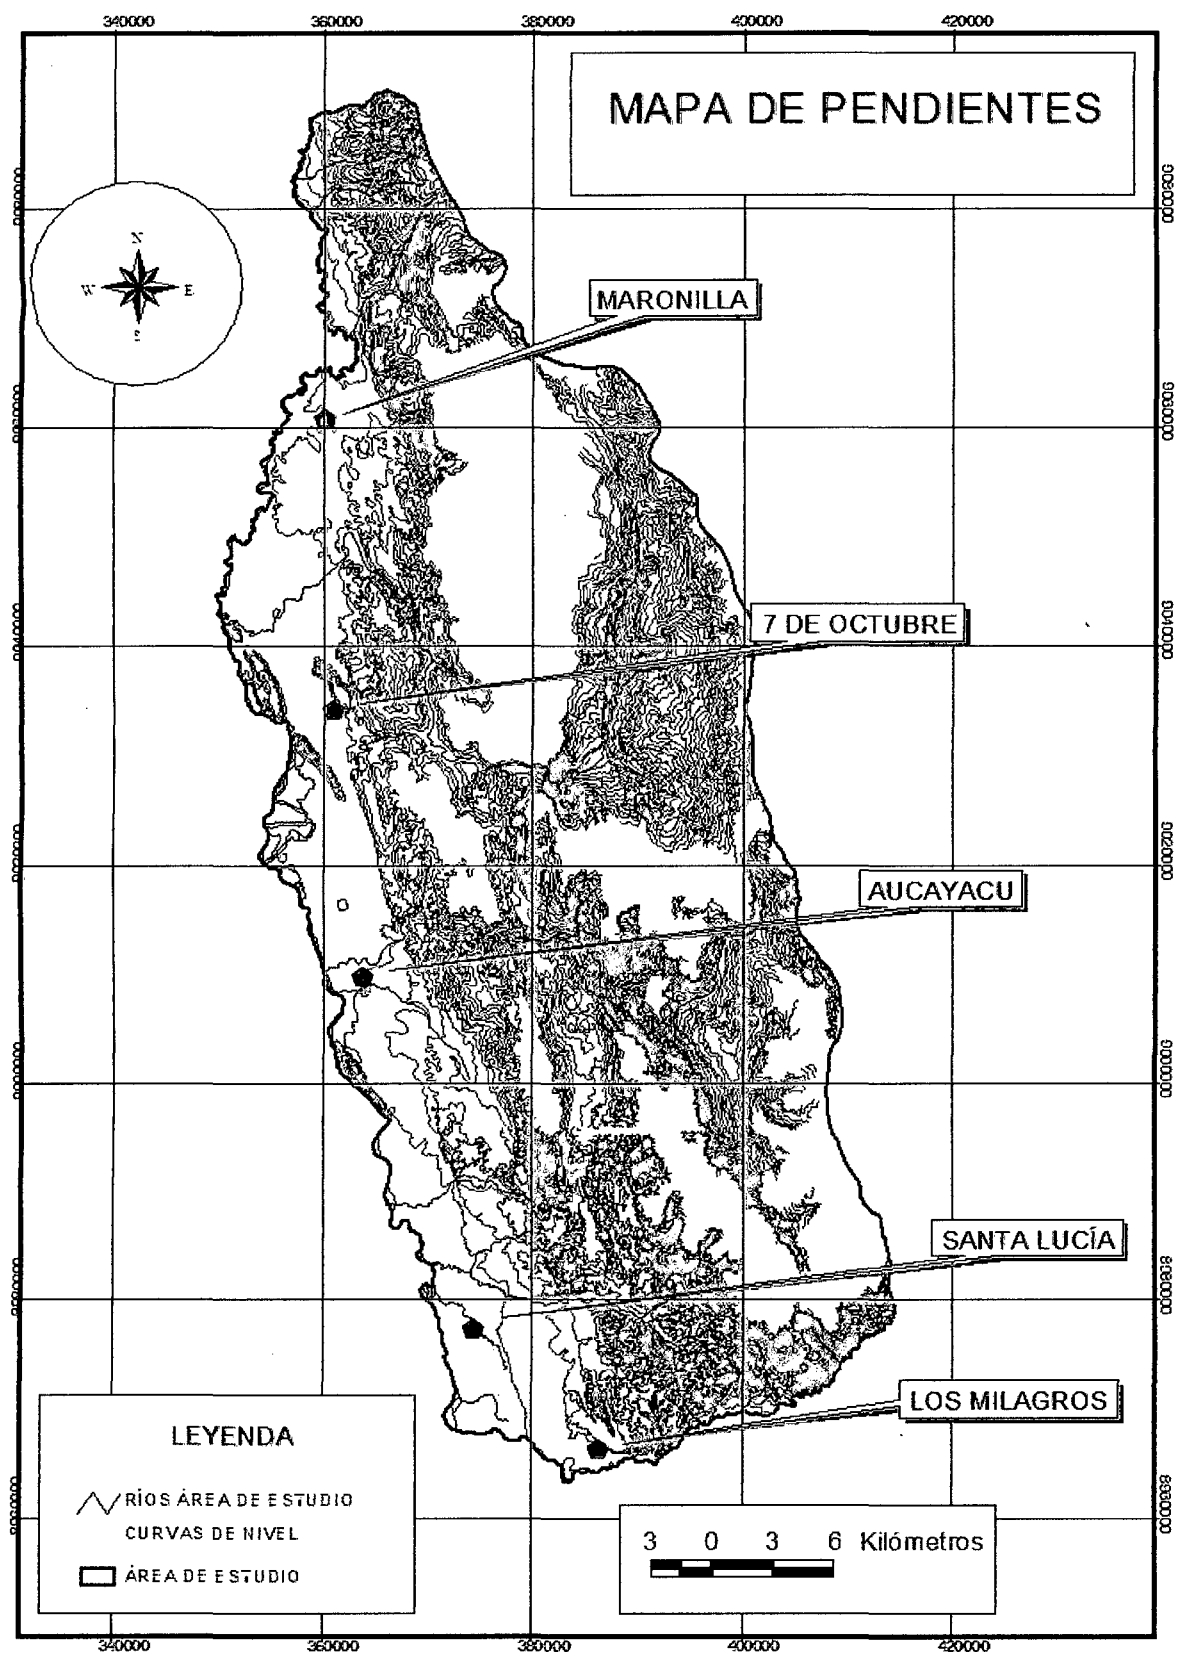 340000 360000 380000 400000 420000
MAPA DE PENDIENTES
N
W E
S
MARONILLA
7 DE OCTUBRE
AUCAYACU
SANTA LUCÍA
LOS MILAGROS
LEYENDA
RÍOS ÁREA DE ESTUDIO
CURVAS DE NIVEL
ÁREA DE ESTUDIO
3 0 3 6 Kilómetros
340000 360000 380000 400000 420000